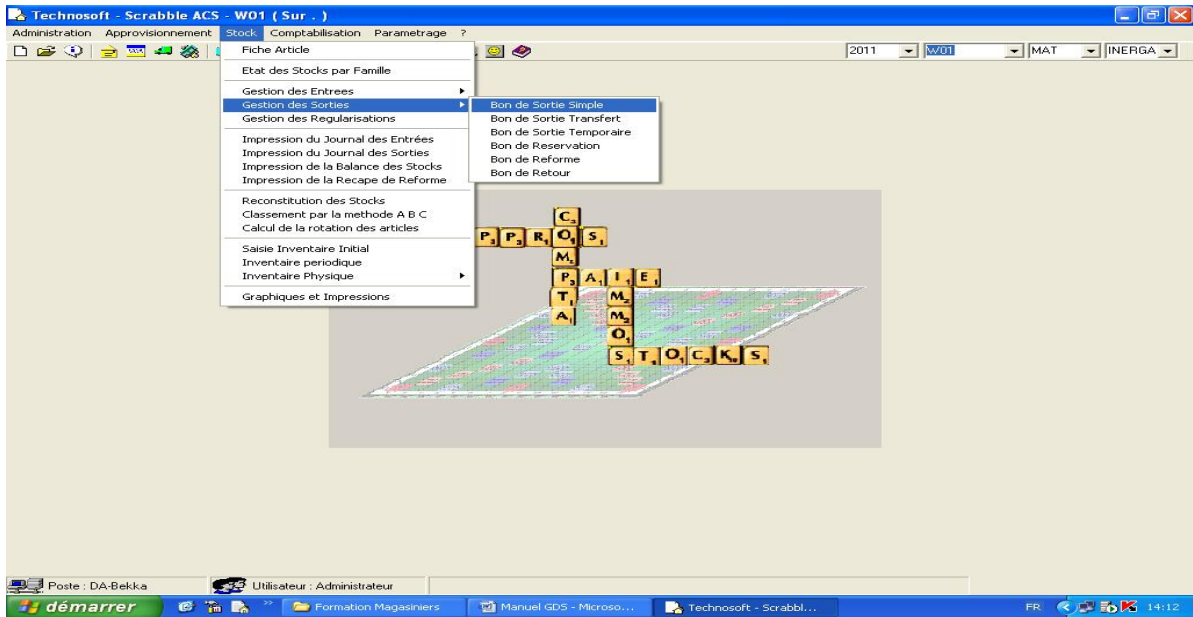 Technosoft - Scrabble ACS - W01 ( Sur . )
Administration Approvisionnement Stock Comptabilisation Parametrage ?
2011 W01 MAT INERGA
Fiche Article
Etat des Stocks par Famille
Gestion des Entrees
Gestion des Sorties
Gestion des Regularisations
Impression du Journal des Entrées
Impression du Journal des Sorties
Impression de la Balance des Stocks
Impression de la Recape de Reforme
Reconstitution des Stocks
Classement par la methode A B C
Calcul de la rotation des articles
Saisie Inventaire Initial
Inventaire periodique
Inventaire Physique
Graphiques et Impressions
Bon de Sortie Simple
Bon de Sortie Transfert
Bon de Sortie Temporaire
Bon de Reservation
Bon de Reforme
Bon de Retour
PPROS
COMPTA
PAIE
IMMOS
STOCKS
Poste : DA-Bekka
Utilisateur : Administrateur
démarrer
Formation Magasiniers
Manuel GDS - Microso...
Technosoft - Scrabbl...
FR
14:12